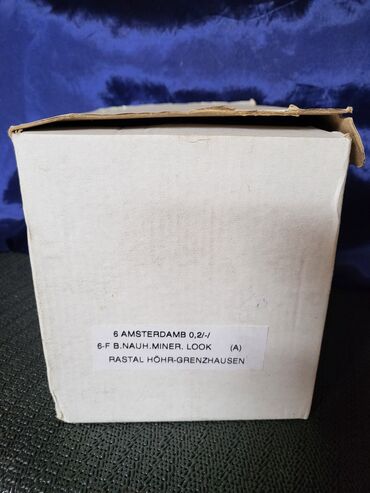 6 AMSTERDAMB 0,2/-/
6-F B.NAUH.MINER. LOOK (A)
RASTAL HÖHR-GRENZHAUSEN